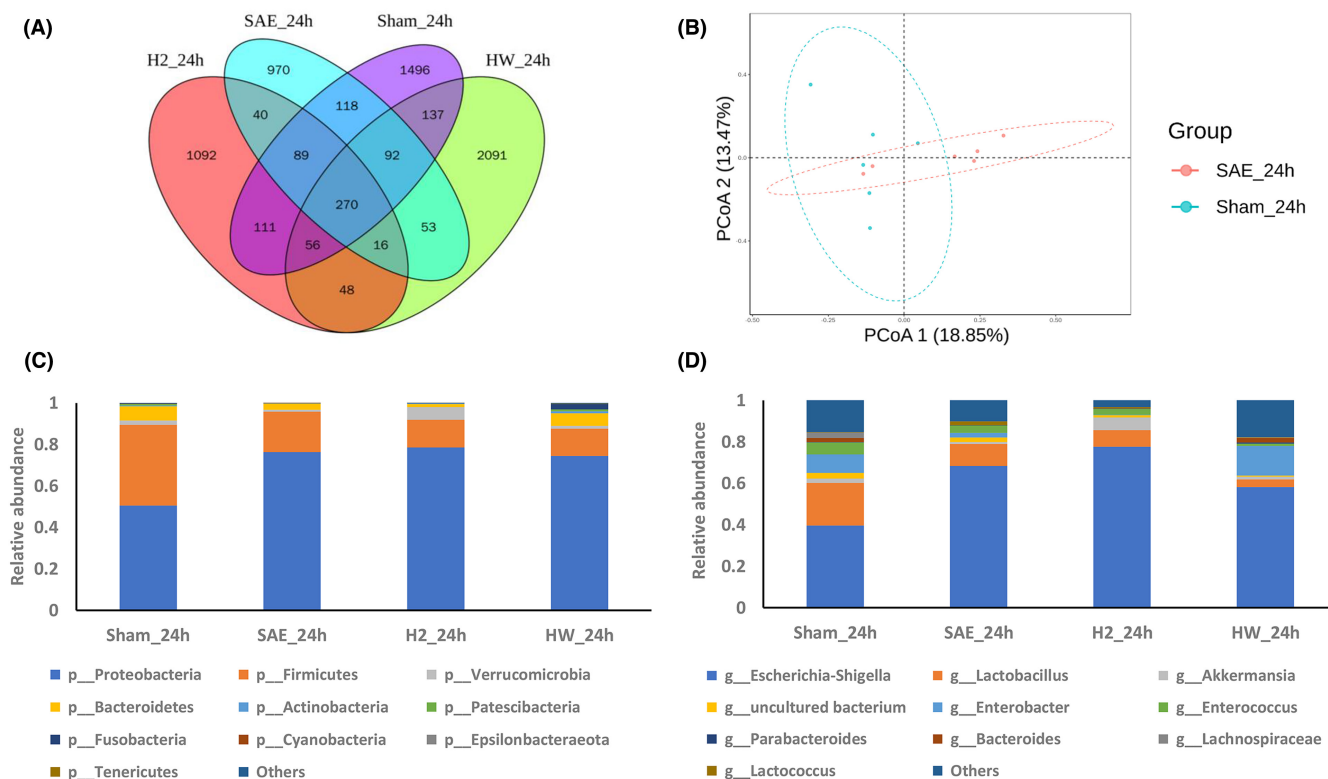 (A)
SAE_24h
Sham_24h
H2_24h
HW_24h
970
1496
40
118
137
1092
89
92
2091
270
111
56
16
53
48
(B)
PCoA 2 (13.47%)
0.4
0.0
-0.4
-0.50
-0.25
0.00
0.25
0.50
PCoA 1 (18.85%)
Group
SAE_24h
Sham_24h
(C)
Relative abundance
1
0.8
0.6
0.4
0.2
0
Sham_24h SAE_24h H2_24h HW_24h
p__Proteobacteria p__Firmicutes p__Verrucomicrobia
p__Bacteroidetes p__Actinobacteria p__Patescibacteria
p__Fusobacteria p__Cyanobacteria p__Epsilonbacteraeota
p__Tenericutes Others
(D)
Relative abundance
1
0.8
0.6
0.4
0.2
0
Sham_24h SAE_24h H2_24h HW_24h
g__Escherichia-Shigella g__Lactobacillus g__Akkermansia
g__uncultured bacterium g__Enterobacter g__Enterococcus
g__Parabacteroides g__Bacteroides g__Lachnospiraceae
g__Lactococcus Others